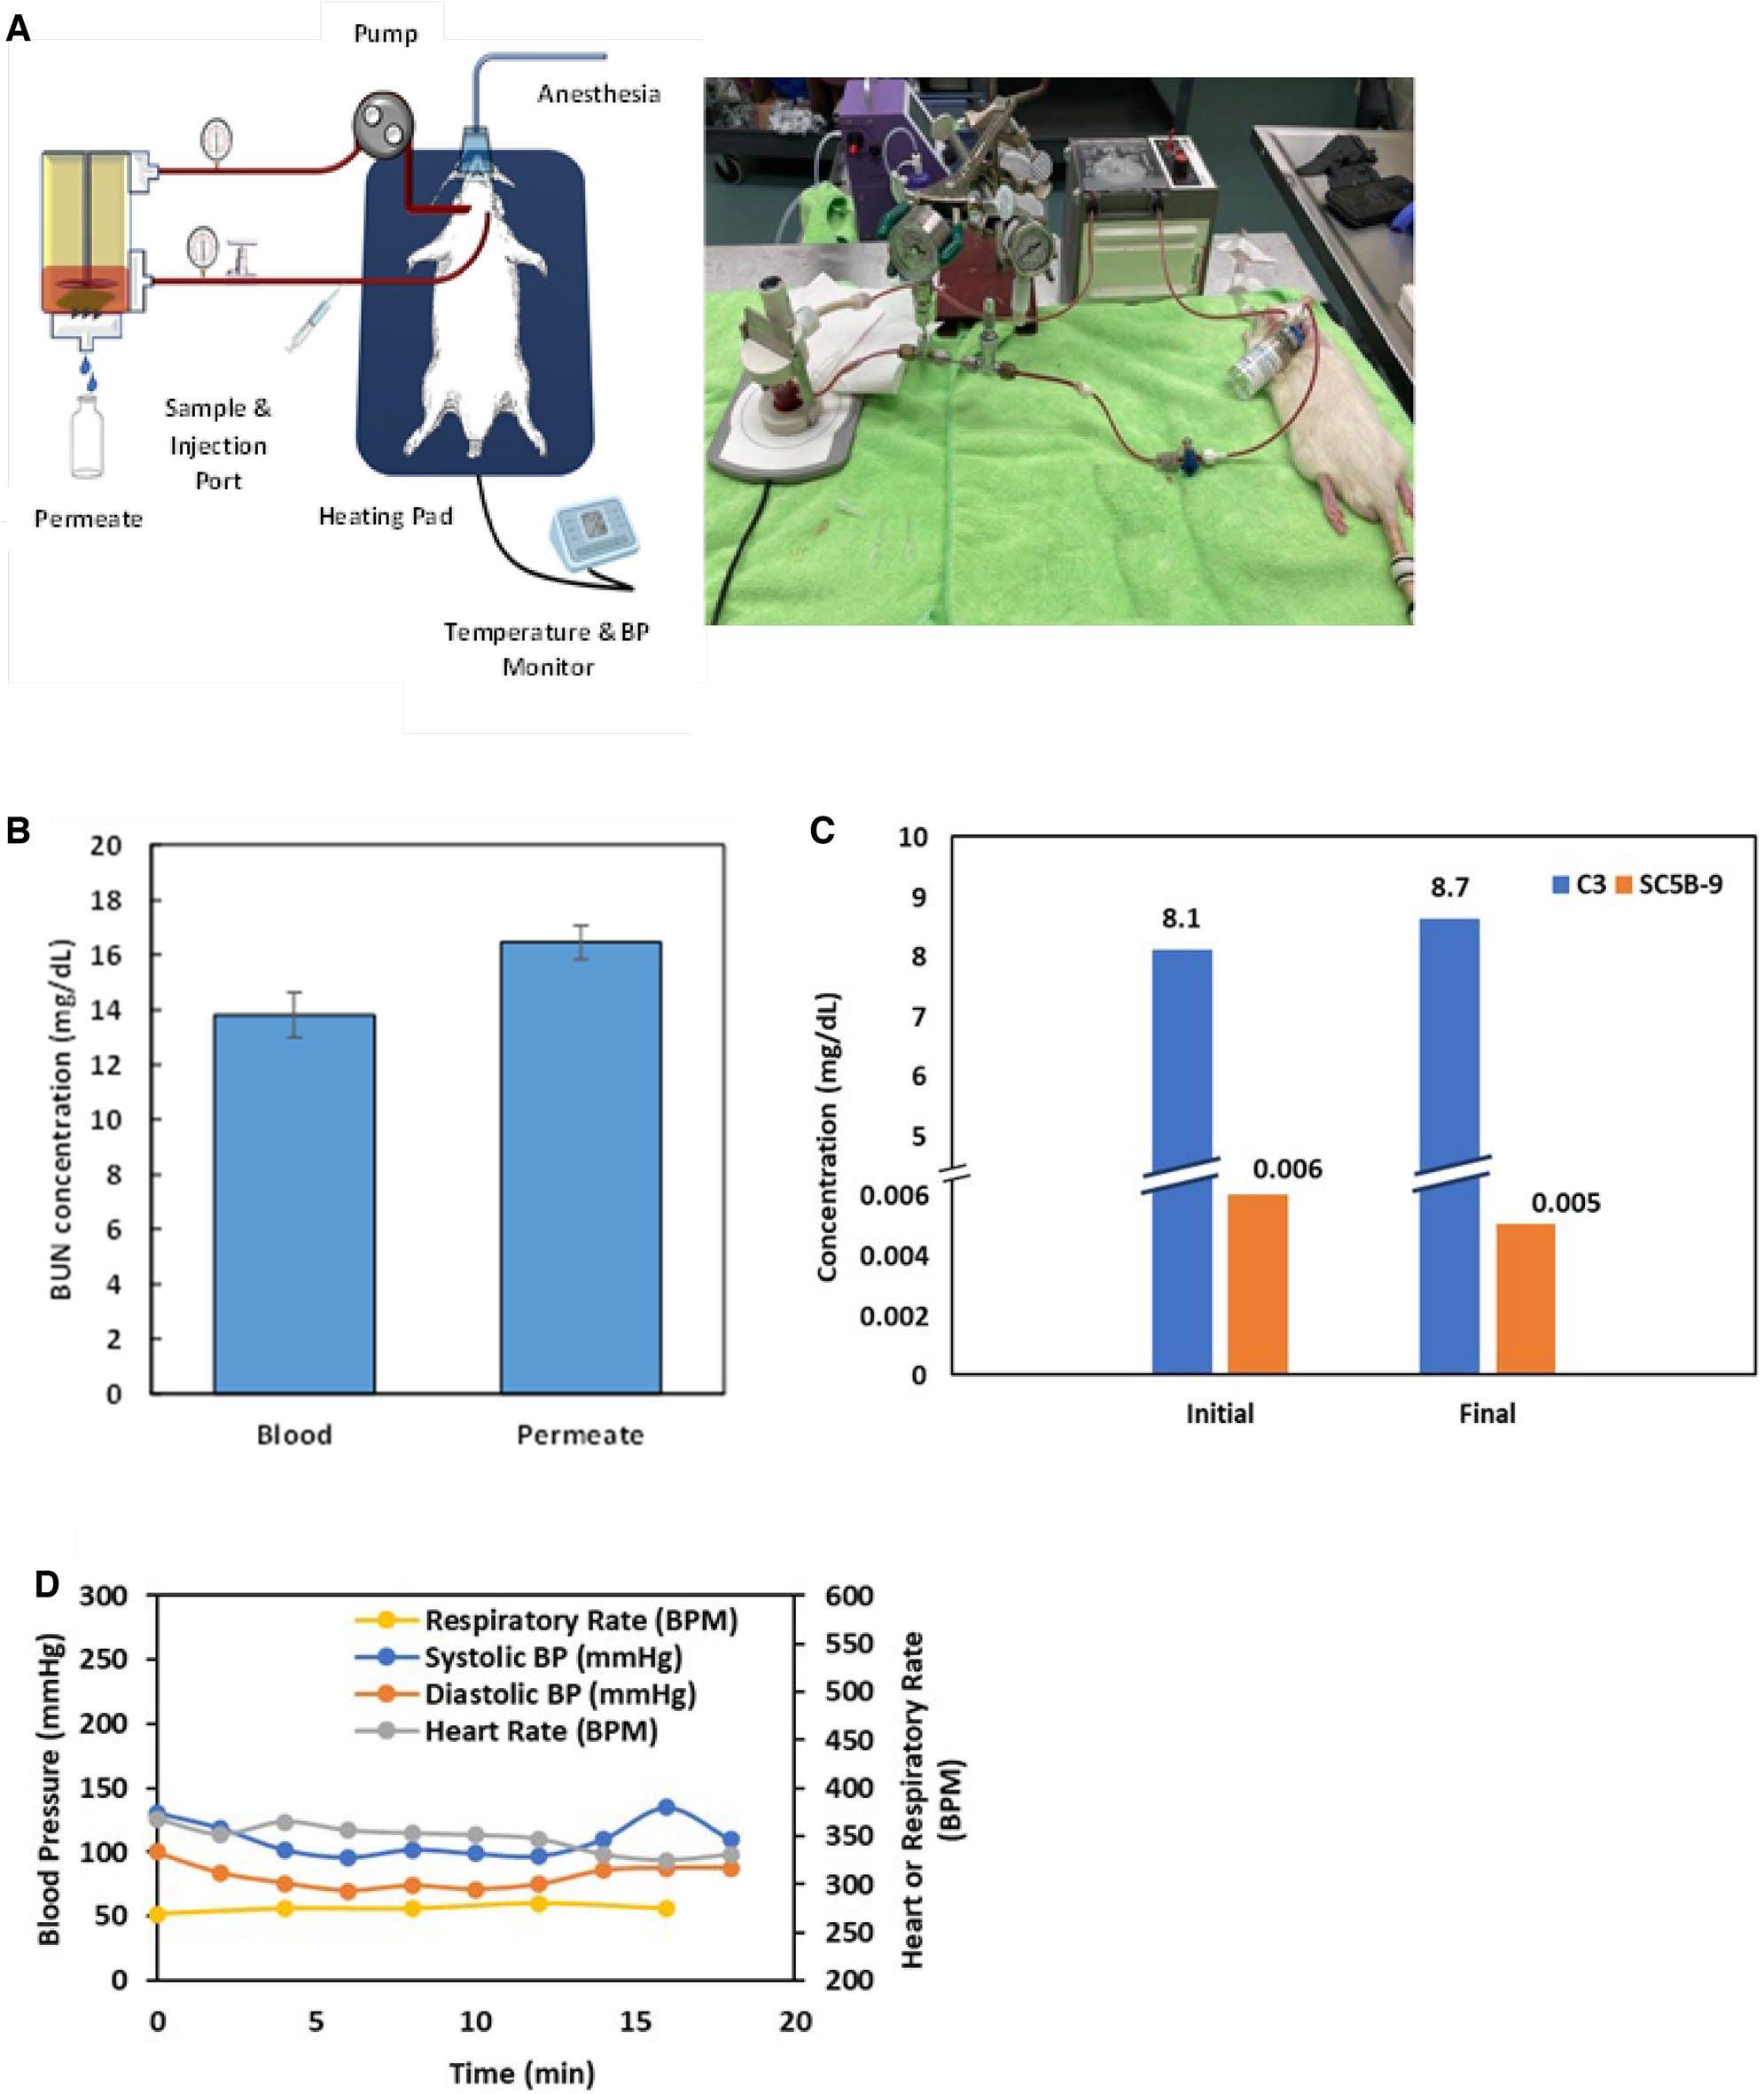 A
Pump
Anesthesia
Sample &
Injection
Port
Permeate
Heating Pad
Temperature & BP
Monitor
B
20
18
16
14
12
10
8
6
4
2
0
BUN concentration (mg/dL)
Blood
Permeate
C
10
9
8
7
6
5
0.006
0.004
0.002
0
Concentration (mg/dL)
C3
SC5B-9
8.1
8.7
0.006
0.005
Initial
Final
D
300
250
200
150
100
50
0
Blood Pressure (mmHg)
Respiratory Rate (BPM)
Systolic BP (mmHg)
Diastolic BP (mmHg)
Heart Rate (BPM)
600
550
500
450
400
350
300
250
200
Heart or Respiratory Rate
(BPM)
0
5
10
15
20
Time (min)